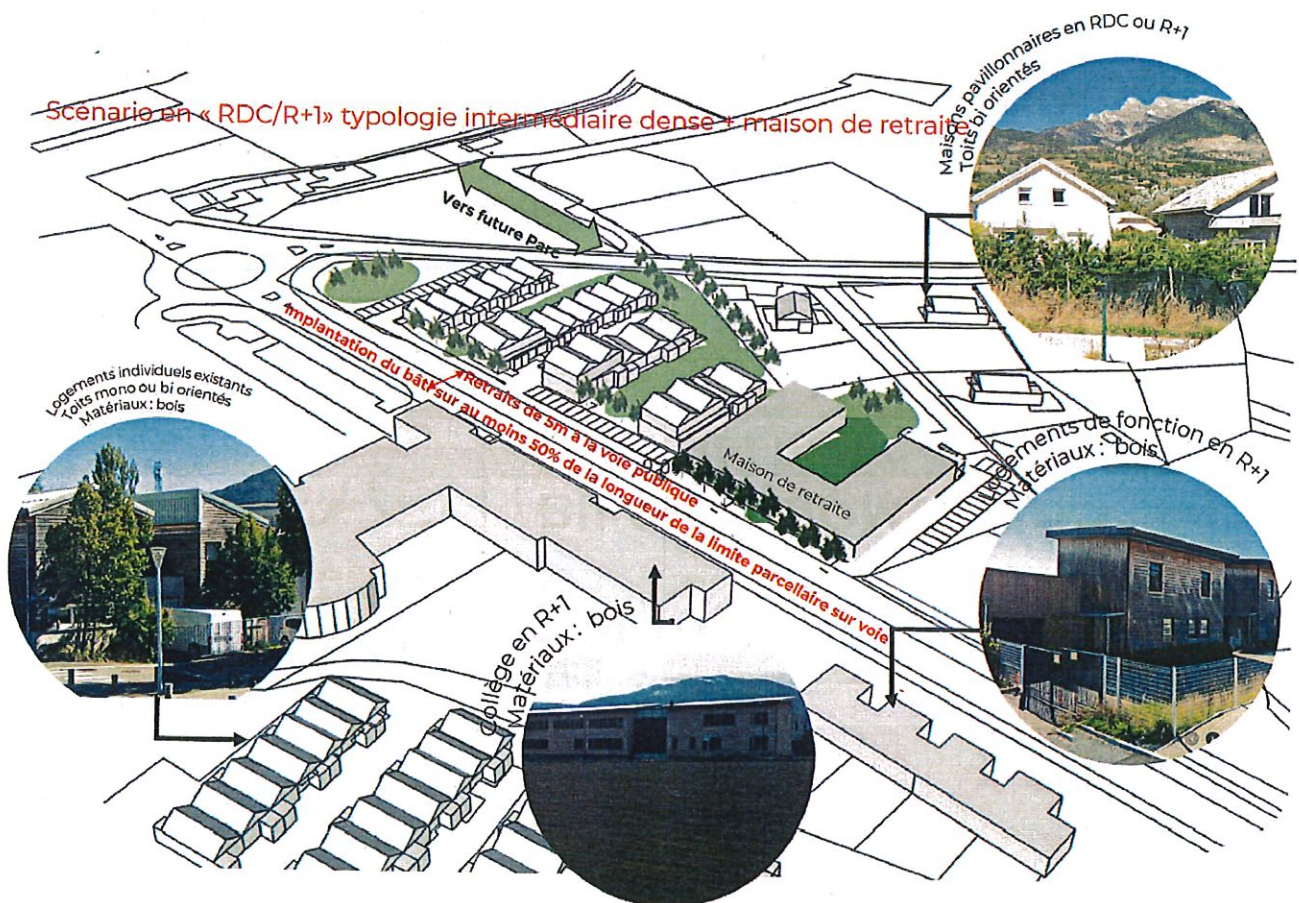 Scénario en « RDC/R+1» typologie intermédiaire dense + maison de retraite
Maisons pavillonnaires en RDC ou R+1
Toits bi orientés
Vers future Parc
Implantation du bâti sur au moins 50% de la longueur de la limite parcellaire sur voie
Retraits de 5m à la voie publique
Logements individuels existants
Toits mono ou bi orientés
Matériaux : bois
Maison de retraite
Logements de fonction en R+1
Matériaux : bois
Collège en R+1
Matériaux : bois